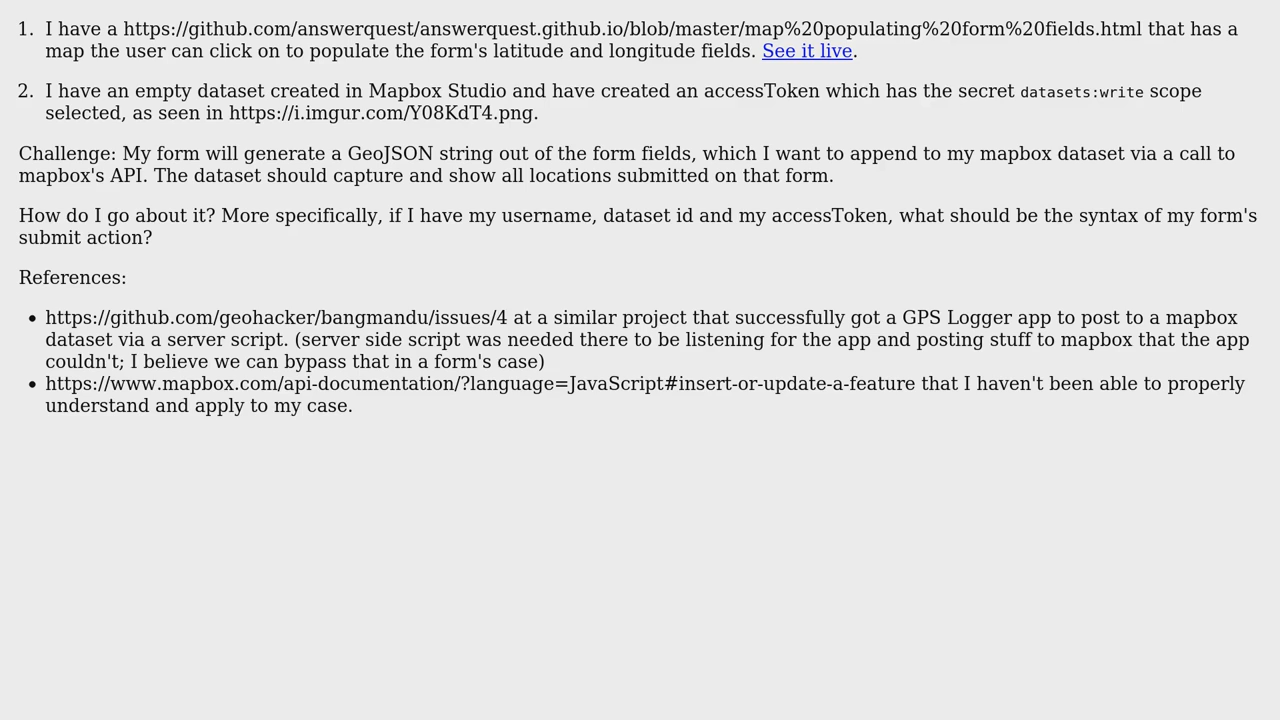 1. I have a https://github.com/answerquest/answerquest.github.io/blob/master/map%20populating%20form%20fields.html that has a
map the user can click on to populate the form's latitude and longitude fields. See it live.
2. I have an empty dataset created in Mapbox Studio and have created an accessToken which has the secret datasets:write scope
selected, as seen in https://i.imgur.com/Y08KdT4.png.
Challenge: My form will generate a GeoJSON string out of the form fields, which I want to append to my mapbox dataset via a call to
mapbox's API. The dataset should capture and show all locations submitted on that form.
How do I go about it? More specifically, if I have my username, dataset id and my accessToken, what should be the syntax of my form's
submit action?
References:
• https://github.com/geohacker/bangmandu/issues/4 at a similar project that successfully got a GPS Logger app to post to a mapbox
dataset via a server script. (server side script was needed there to be listening for the app and posting stuff to mapbox that the app
couldn't; I believe we can bypass that in a form's case)
• https://www.mapbox.com/api-documentation/?language=JavaScript#insert-or-update-a-feature that I haven't been able to properly
understand and apply to my case.